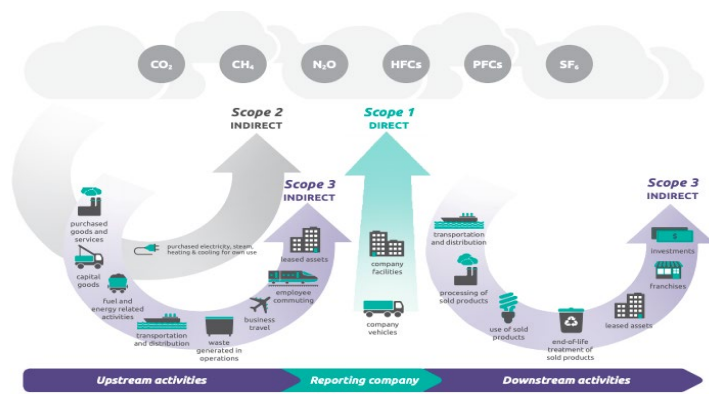 CO₂
CH₄
N₂O
HFCs
PFCs
SF₆
Scope 2
INDIRECT
Scope 1
DIRECT
Scope 3
INDIRECT
Scope 3
INDIRECT
purchased
goods and
services
capital
goods
fuel and
energy related
activities
transportation
and distribution
waste
generated in
operations
business
travel
employee
commuting
leased assets
purchased electricity, steam,
heating & cooling for own use
company
facilities
company
vehicles
transportation
and distribution
processing of
sold products
use of sold
products
end-of-life
treatment of
sold products
leased assets
franchises
investments
Upstream activities
Reporting company
Downstream activities